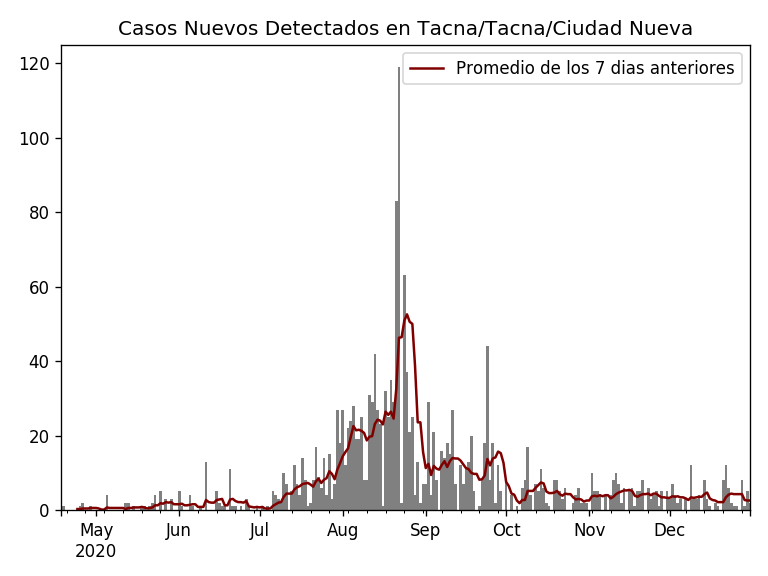 Casos Nuevos Detectados en Tacna/Tacna/Ciudad Nueva
Promedio de los 7 dias anteriores
120
100
80
60
40
20
0
May Jun Jul Aug Sep Oct Nov Dec
2020